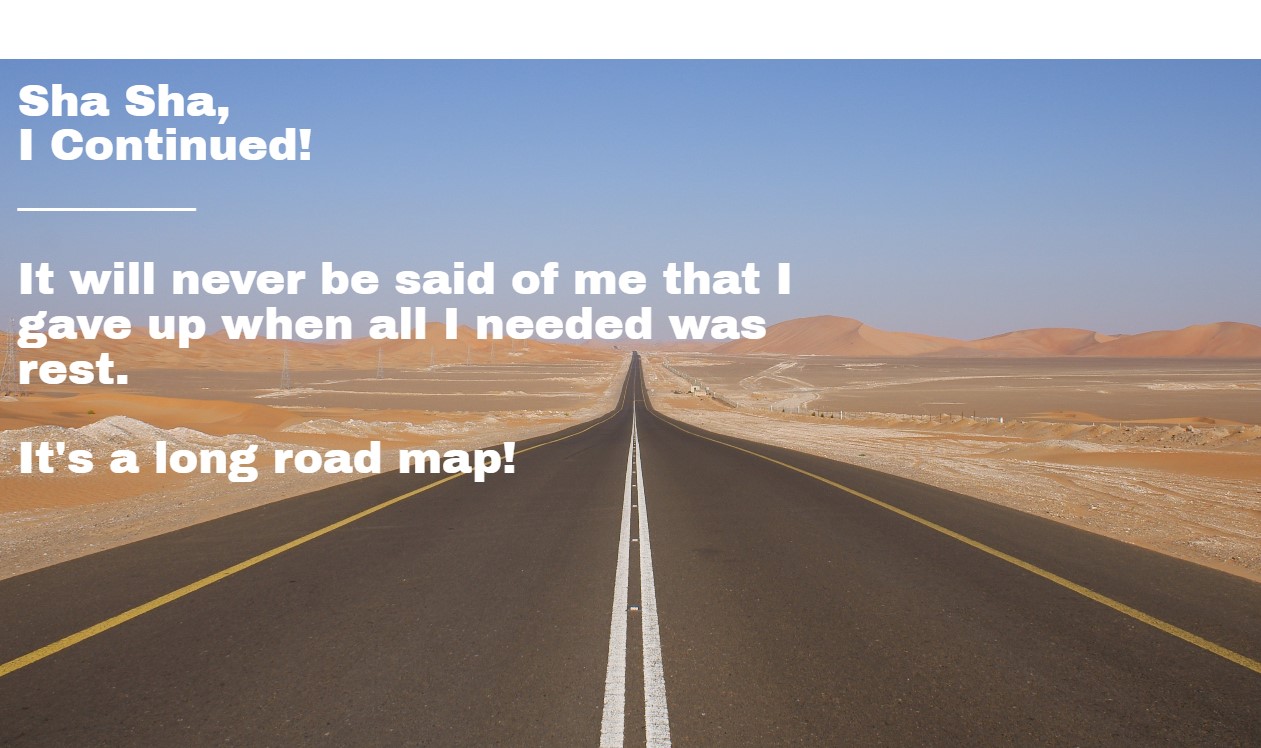 Sha Sha,
I Continued!
It will never be said of me that I
gave up when all I needed was
rest.
It's a long road map!